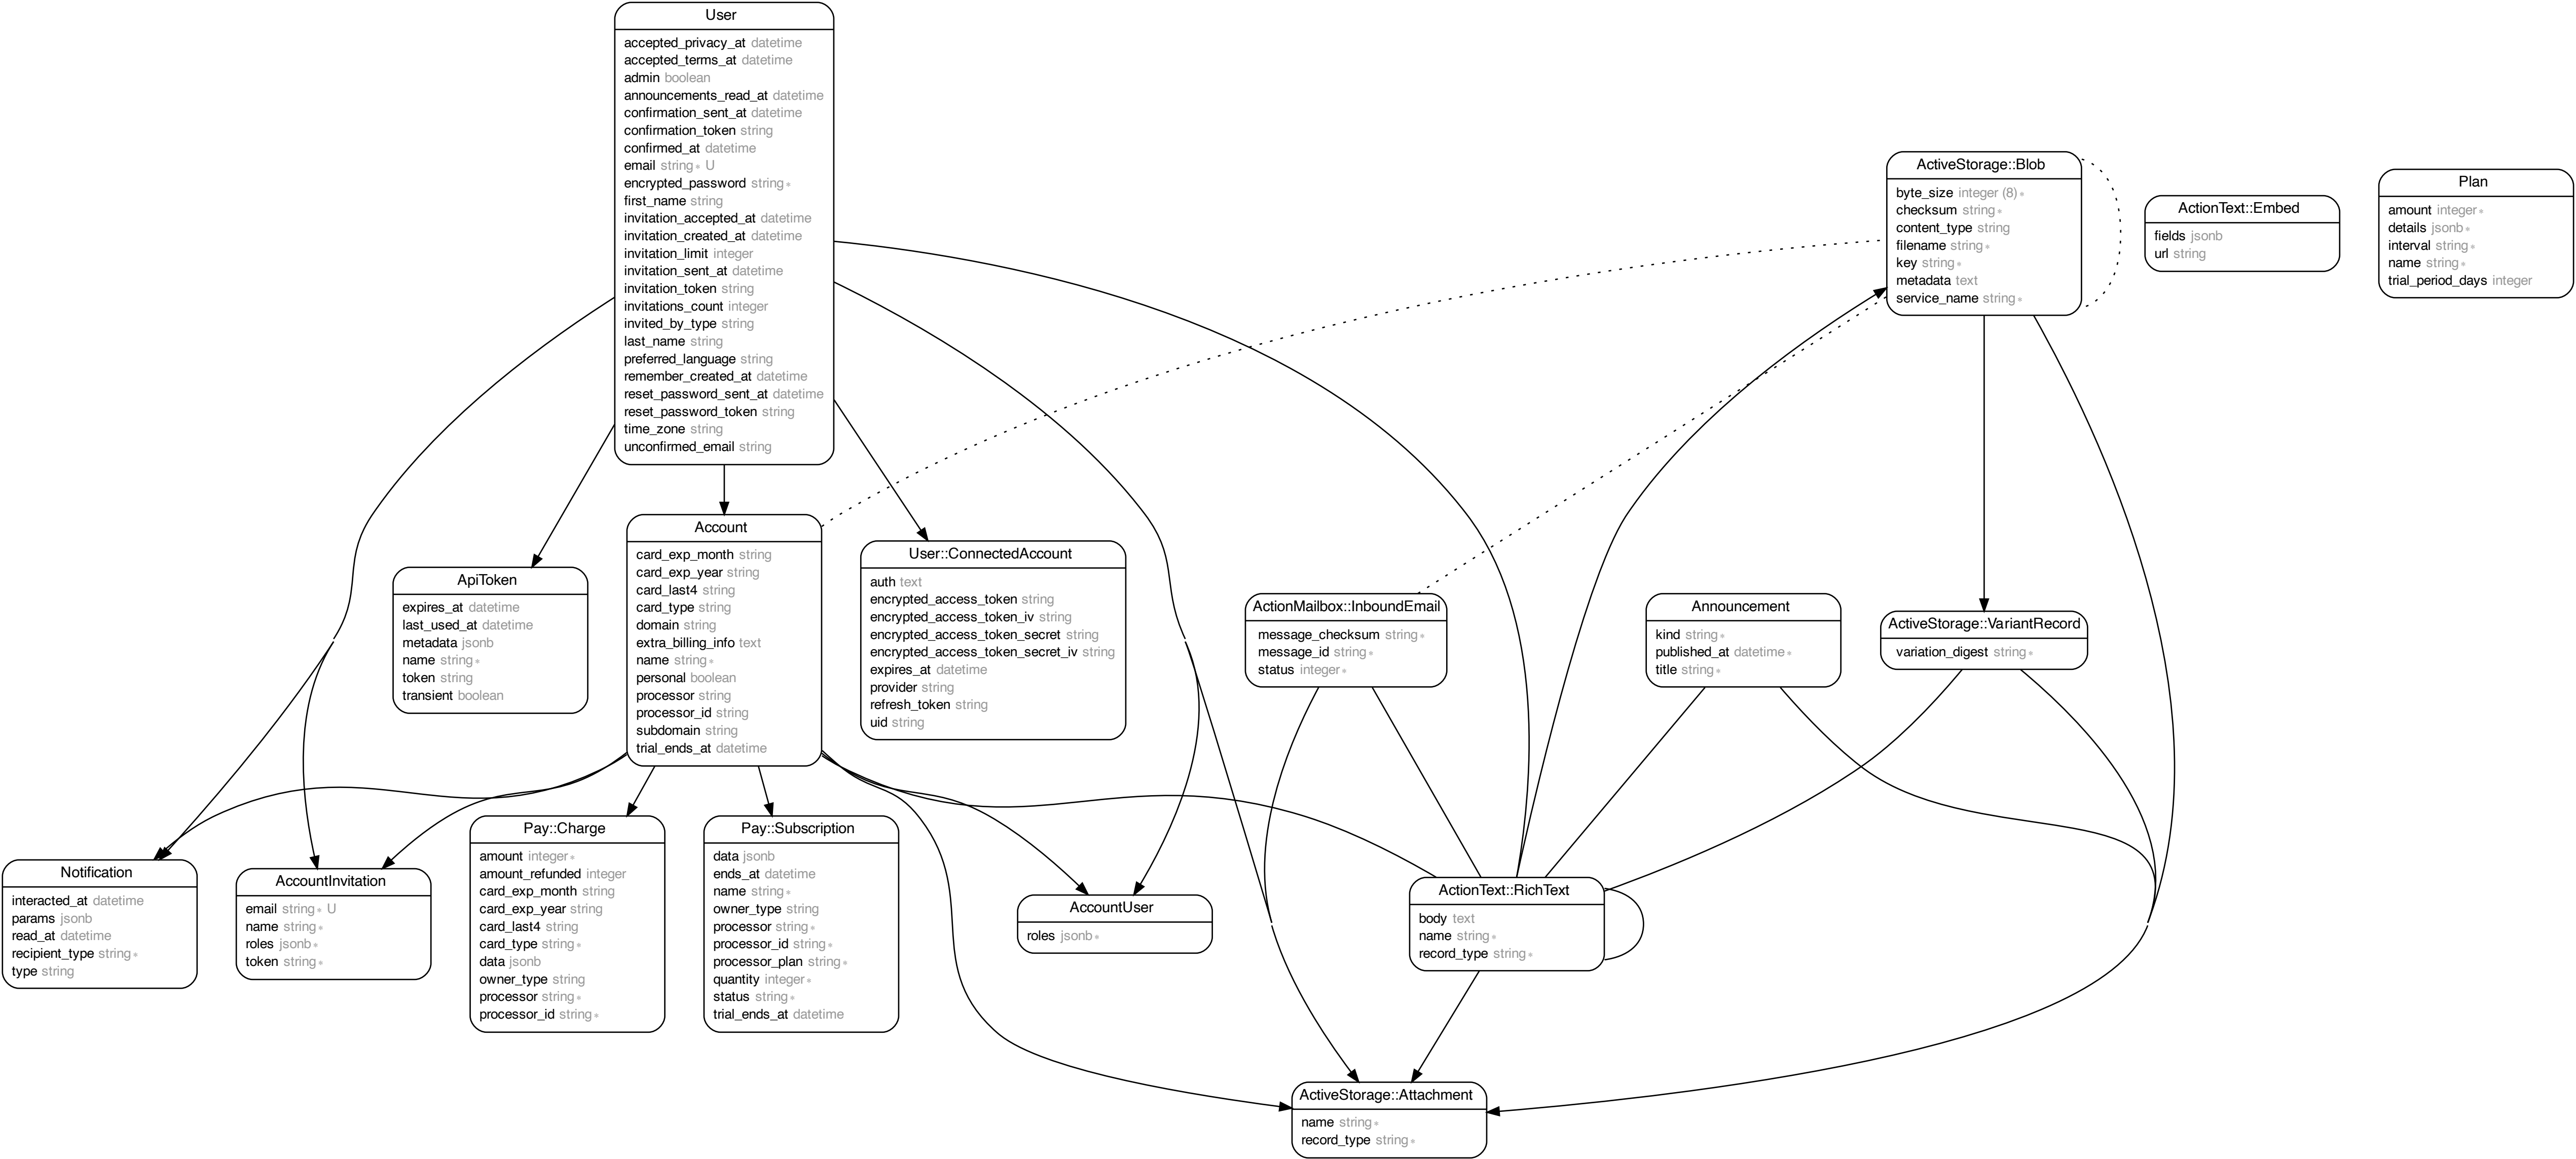 User
accepted_privacy_at datetime
accepted_terms_at datetime
admin boolean
announcements_read_at datetime
confirmation_sent_at datetime
confirmation_token string
confirmed_at datetime
email string∗ U
encrypted_password string∗
first_name string
invitation_accepted_at datetime
invitation_created_at datetime
invitation_limit integer
invitation_sent_at datetime
invitation_token string
invitations_count integer
invited_by_type string
last_name string
preferred_language string
remember_created_at datetime
reset_password_sent_at datetime
reset_password_token string
time_zone string
unconfirmed_email string
ActiveStorage::Blob
byte_size integer (8)∗
checksum string∗
content_type string
filename string∗
key string∗
metadata text
service_name string∗
ActionText::Embed
fields jsonb
url string
Plan
amount integer∗
details jsonb∗
interval string∗
name string∗
trial_period_days integer
ApiToken
expires_at datetime
last_used_at datetime
metadata jsonb
name string∗
token string
transient boolean
Account
card_exp_month string
card_exp_year string
card_last4 string
card_type string
domain string
extra_billing_info text
name string∗
personal boolean
processor string
processor_id string
subdomain string
trial_ends_at datetime
User::ConnectedAccount
auth text
encrypted_access_token string
encrypted_access_token_iv string
encrypted_access_token_secret string
encrypted_access_token_secret_iv string
expires_at datetime
provider string
refresh_token string
uid string
ActionMailbox::InboundEmail
message_checksum string∗
message_id string∗
status integer∗
Announcement
kind string∗
published_at datetime∗
title string∗
ActiveStorage::VariantRecord
variation_digest string∗
Notification
interacted_at datetime
params jsonb
read_at datetime
recipient_type string∗
type string
AccountInvitation
email string∗ U
name string∗
roles jsonb∗
token string∗
Pay::Charge
amount integer∗
amount_refunded integer
card_exp_month string
card_exp_year string
card_last4 string
card_type string∗
data jsonb
owner_type string
processor string∗
processor_id string∗
Pay::Subscription
data jsonb
ends_at datetime
name string∗
owner_type string
processor string∗
processor_id string∗
processor_plan string∗
quantity integer∗
status string∗
trial_ends_at datetime
AccountUser
roles jsonb∗
ActionText::RichText
body text
name string∗
record_type string∗
ActiveStorage::Attachment
name string∗
record_type string∗